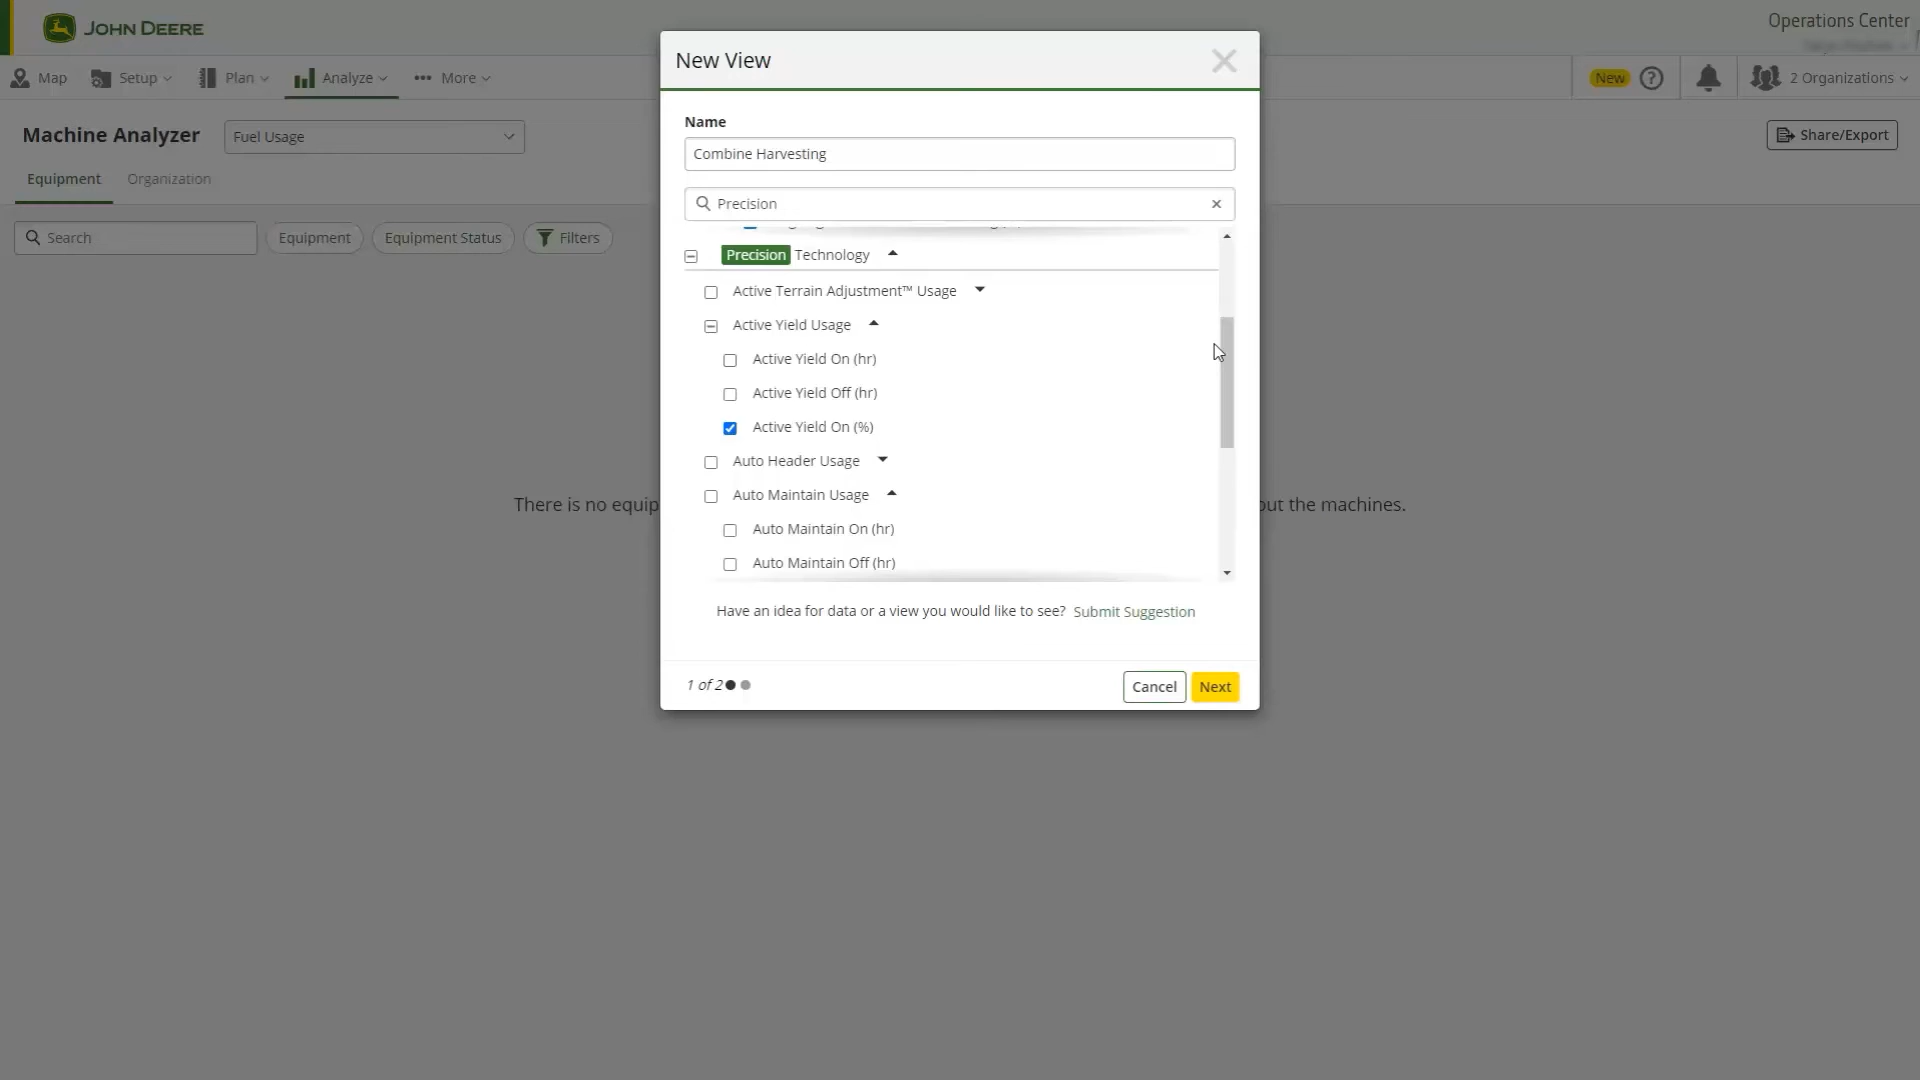 JOHN DEERE
Operations Center
Map
Setup
Plan
Analyze
More
New
?
2 Organizations
Machine Analyzer
Fuel Usage
Share/Export
Equipment
Organization
Search
Equipment
Equipment Status
Filters
There is no equip
out the machines.
New View
Name
Combine Harvesting
Precision
Precision Technology
Active Terrain Adjustment™ Usage
Active Yield Usage
Active Yield On (hr)
Active Yield Off (hr)
Active Yield On (%)
Auto Header Usage
Auto Maintain Usage
Auto Maintain On (hr)
Auto Maintain Off (hr)
Have an idea for data or a view you would like to see? Submit Suggestion
1 of 2
Cancel
Next